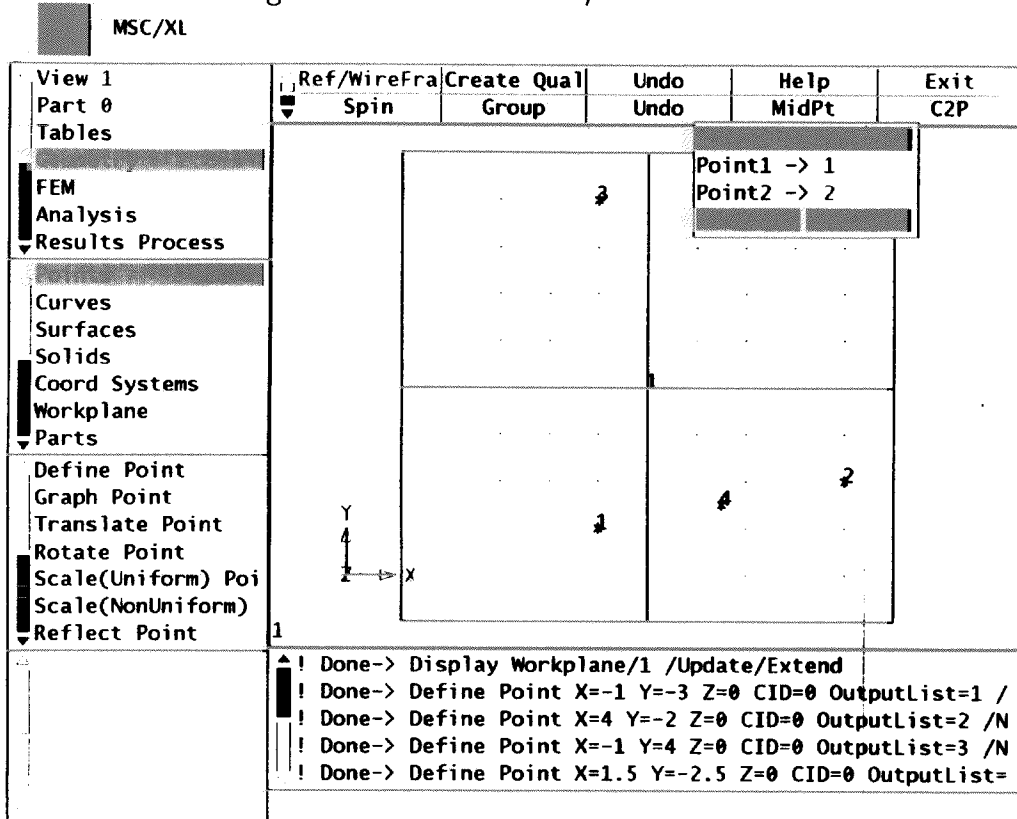 MSC/XL
View 1
Part 0
Tables
FEM
Analysis
Results Process
Curves
Surfaces
Solids
Coord Systems
Workplane
Parts
Define Point
Graph Point
Translate Point
Rotate Point
Scale(Uniform) Poi
Scale(NonUniform)
Reflect Point
Ref/WireFra Create Qual Undo Help Exit
Spin Group Undo MidPt C2P
Point1 -> 1
Point2 -> 2
3
1
2
4
1
Y
Z X
1
! Done-> Display Workplane/1 /Update/Extend
! Done-> Define Point X=-1 Y=-3 Z=0 CID=0 OutputList=1 /
! Done-> Define Point X=4 Y=-2 Z=0 CID=0 OutputList=2 /N
! Done-> Define Point X=-1 Y=4 Z=0 CID=0 OutputList=3 /N
! Done-> Define Point X=1.5 Y=-2.5 Z=0 CID=0 OutputList=